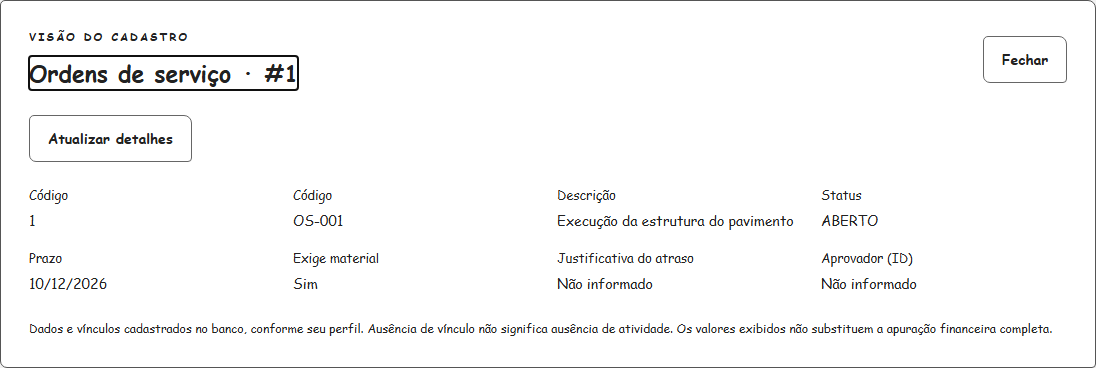 VISÃO DO CADASTRO
Ordens de serviço · #1
Fechar
Atualizar detalhes
Código Código Descrição Status
1 OS-001 Execução da estrutura do pavimento ABERTO
Prazo Exige material Justificativa do atraso Aprovador (ID)
10/12/2026 Sim Não informado Não informado
Dados e vínculos cadastrados no banco, conforme seu perfil. Ausência de vínculo não significa ausência de atividade. Os valores exibidos não substituem a apuração financeira completa.